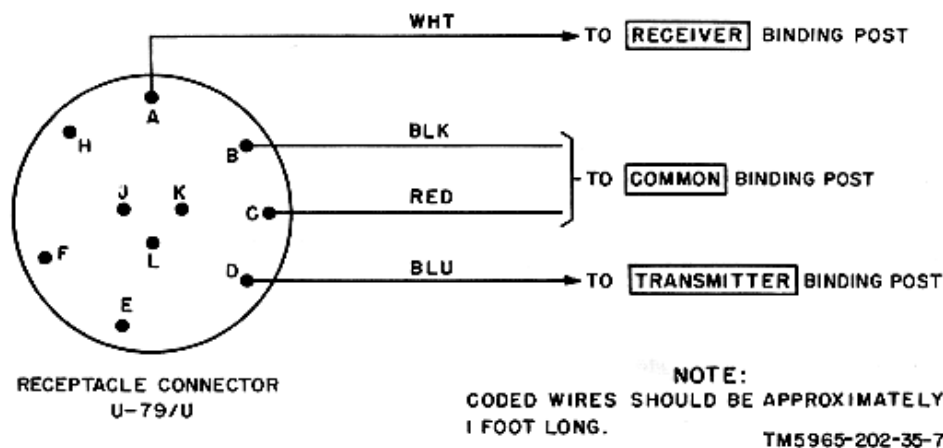 WHT
TO RECEIVER BINDING POST
A
H
B
BLK
J K
TO COMMON BINDING POST
RED
C
F
L
D
BLU
TO TRANSMITTER BINDING POST
E
RECEPTACLE CONNECTOR
U-79/U
NOTE:
CODED WIRES SHOULD BE APPROXIMATELY
1 FOOT LONG.
TM5965-202-35-7